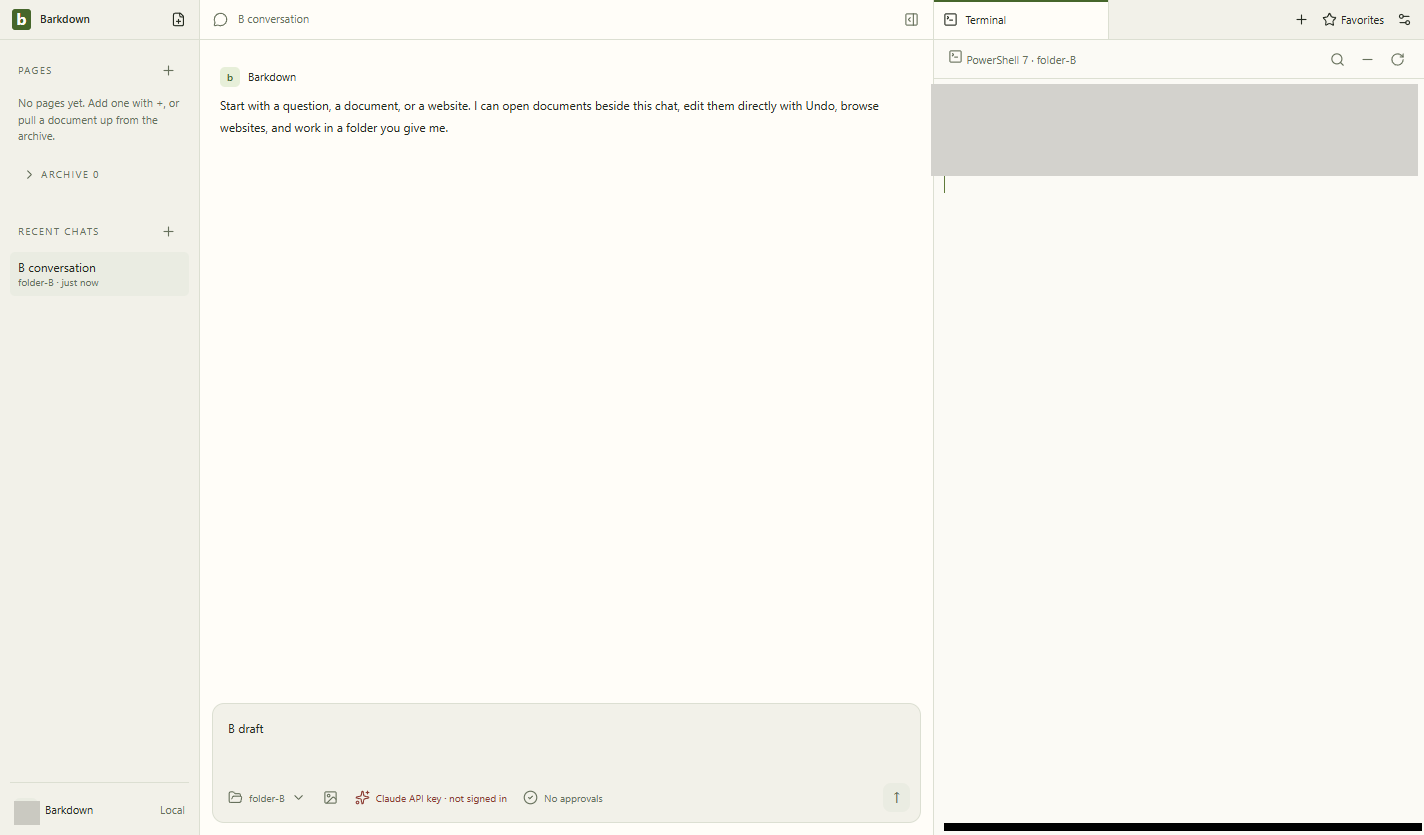 b Barkdown
PAGES
No pages yet. Add one with +, or
pull a document up from the
archive.
ARCHIVE 0
RECENT CHATS
B conversation
folder-B · just now
Barkdown Local
B conversation
b Barkdown
Start with a question, a document, or a website. I can open documents beside this chat, edit them directly with Undo, browse
websites, and work in a folder you give me.
B draft
folder-B Claude API key · not signed in No approvals
Terminal Favorites
PowerShell 7 · folder-B